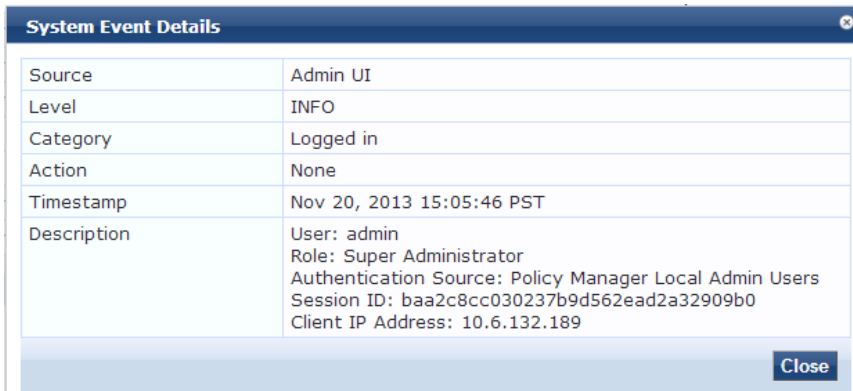 System Event Details
Source Admin UI
Level INFO
Category Logged in
Action None
Timestamp Nov 20, 2013 15:05:46 PST
Description User: admin
Role: Super Administrator
Authentication Source: Policy Manager Local Admin Users
Session ID: baa2c8cc030237b9d562ead2a32909b0
Client IP Address: 10.6.132.189
Close